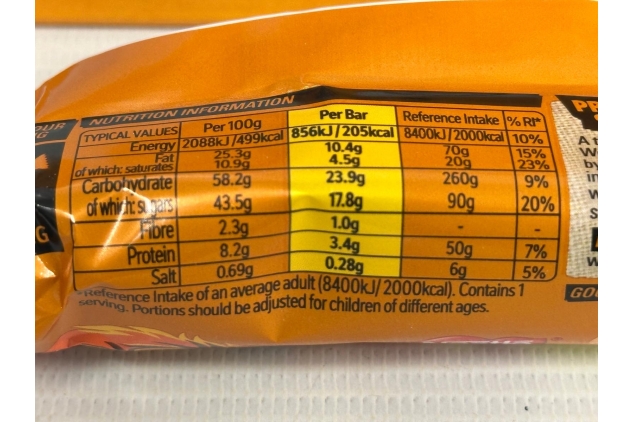 NUTRITION INFORMATION
TYPICAL VALUES Per 100g Per Bar Reference Intake % RI*
Energy 2088kJ/499kcal 856kJ/205kcal 8400kJ/2000kcal 10%
Fat 25.3g 10.4g 70g 15%
of which: saturates 10.9g 4.5g 20g 23%
Carbohydrate 58.2g 23.9g 260g 9%
of which: sugars 43.5g 17.8g 90g 20%
Fibre 2.3g 1.0g - -
Protein 8.2g 3.4g 50g 7%
Salt 0.69g 0.28g 6g 5%
*Reference Intake of an average adult (8400kJ/2000kcal). Contains 1
serving. Portions should be adjusted for children of different ages.